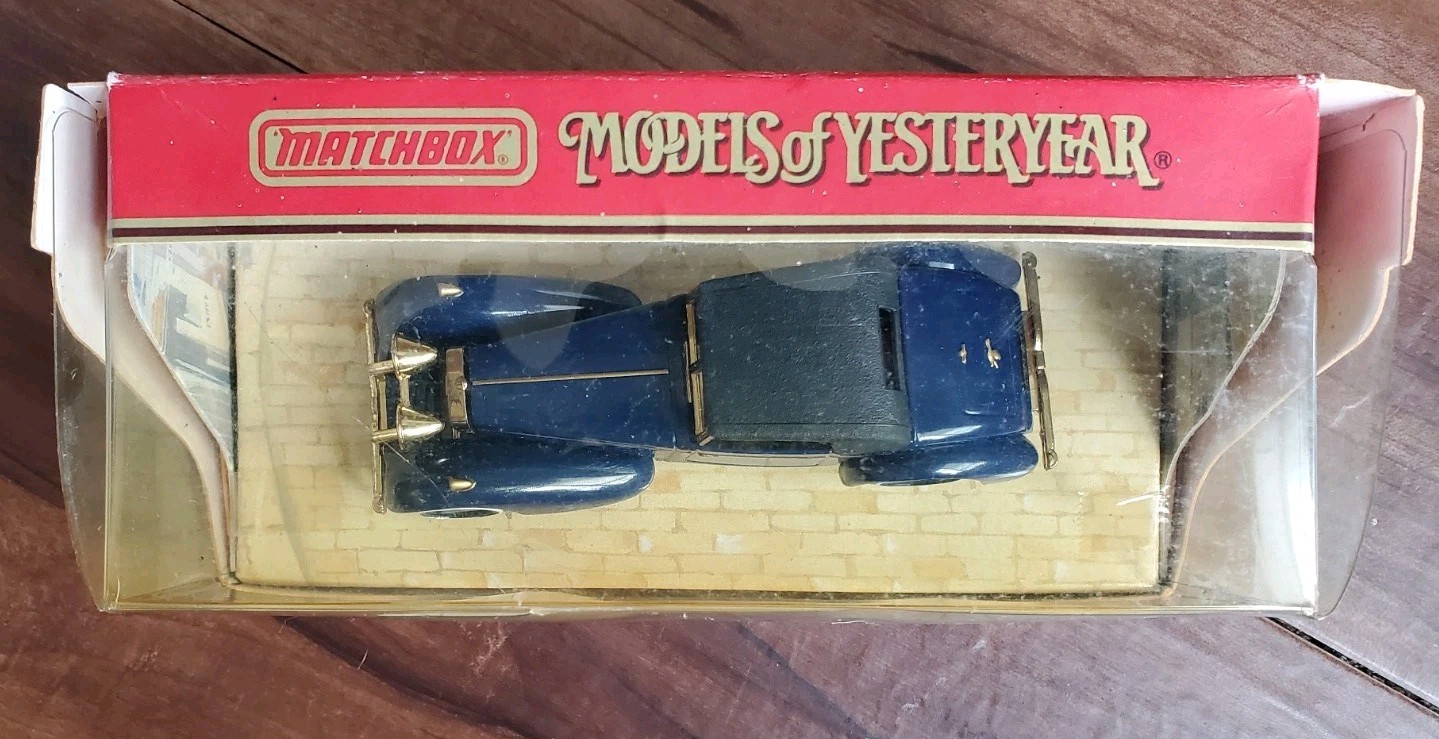 MATCHBOX® MODELS of YESTERYEAR®